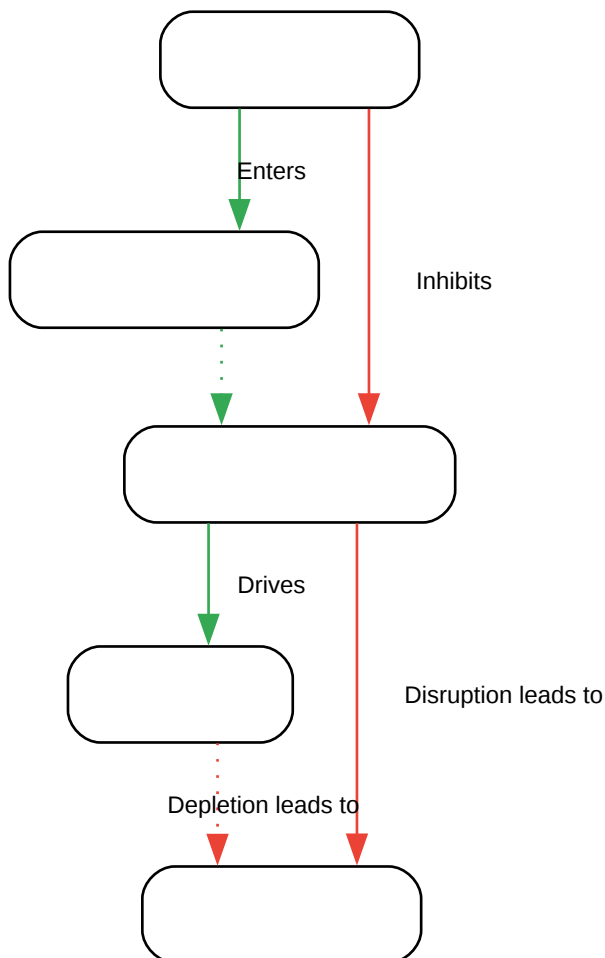 Enters
Inhibits
Drives
Disruption leads to
Depletion leads to